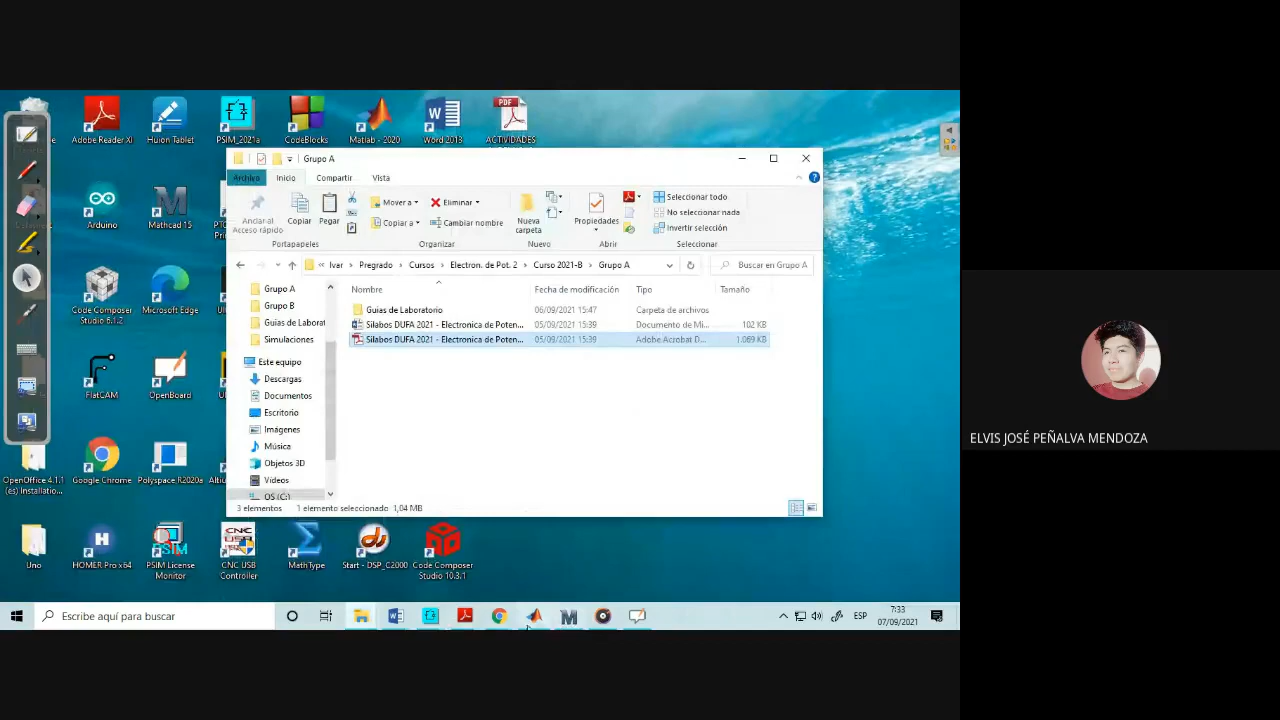 Adobe Reader XI
Huion Tablet
PSIM_2021a
CodeBlocks
Matlab - 2020
Word 2013
PDF
ACTIVIDADES
Grupo A
Archivo
Inicio
Compartir
Vista
Anclar al
Acceso rápido
Copiar
Pegar
Mover a
Copiar a
Eliminar
Cambiar nombre
Nueva
carpeta
Propiedades
Seleccionar todo
No seleccionar nada
Invertir selección
Portapapeles
Organizar
Nuevo
Abrir
Seleccionar
Ivar
Pregrado
Cursos
Electron. de Pot. 2
Curso 2021-B
Grupo A
Buscar en Grupo A
Nombre
Fecha de modificación
Tipo
Tamaño
Guias de Laboratorio
06/09/2021 15:47
Carpeta de archivos
Silabos DUFA 2021 - Electronica de Poten...
05/09/2021 15:39
Documento de Mi...
102 KB
Silabos DUFA 2021 - Electronica de Poten...
05/09/2021 15:39
Adobe Acrobat D...
1.069 KB
Grupo A
Grupo B
Guias de Laborat
Simulaciones
Este equipo
Descargas
Documentos
Escritorio
Imágenes
Música
Objetos 3D
Vídeos
OS (C:)
3 elementos
1 elemento seleccionado 1,04 MB
Arduino
Mathcad 15
Code Composer
Studio 6.1.2
Microsoft Edge
FlatCAM
OpenBoard
OpenOffice 4.1.1
(es) Installatio...
Google Chrome
Polyspace R2020a
Uno
HOMER Pro x64
PSIM License
Monitor
CNC USB
Controller
MathType
Start - DSP_C2000
Code Composer
Studio 10.3.1
Escribe aquí para buscar
ESP
7:33
07/09/2021
ELVIS JOSÉ PEÑALVA MENDOZA